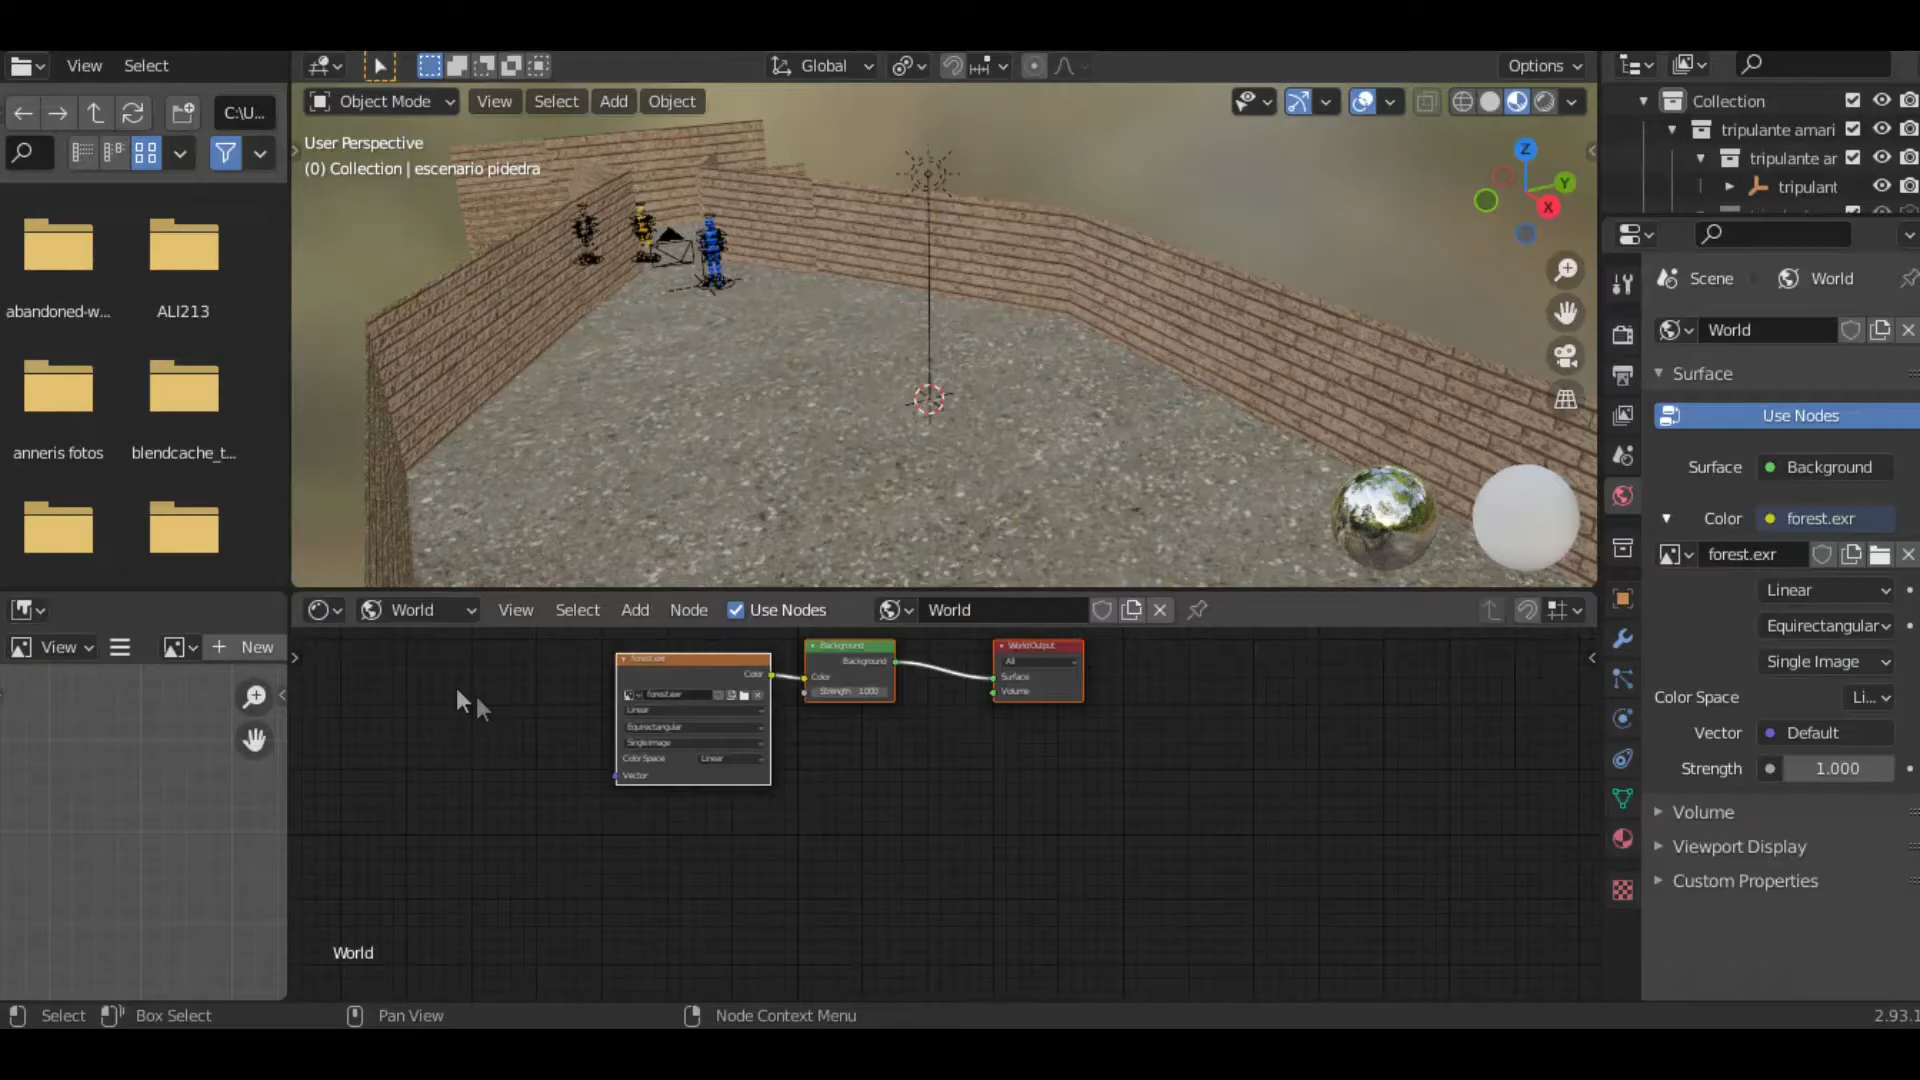 View Select
Global
Options
C:\U...
Object Mode View Select Add Object
Collection
tripulante amari
tripulante ar
tripulant
User Perspective
(0) Collection | escenario pidedra
Z
Y
X
abandoned-w...
ALI213
anneris fotos
blendcache_t...
Scene World
World
Surface
Use Nodes
Surface Background
Color forest.exr
forest.exr
Linear
Equirectangular
Single Image
Color Space Li...
Vector Default
Strength 1.000
Volume
Viewport Display
Custom Properties
World View Select Add Node Use Nodes World
View + New
forest.exr
Color
forest.exr
Linear
Equirectangular
Single Image
Color Space Linear
Vector
Background
Background
Color
Strength 1.000
World Output
All
Surface
Volume
World
Select Box Select Pan View Node Context Menu 2.93.1